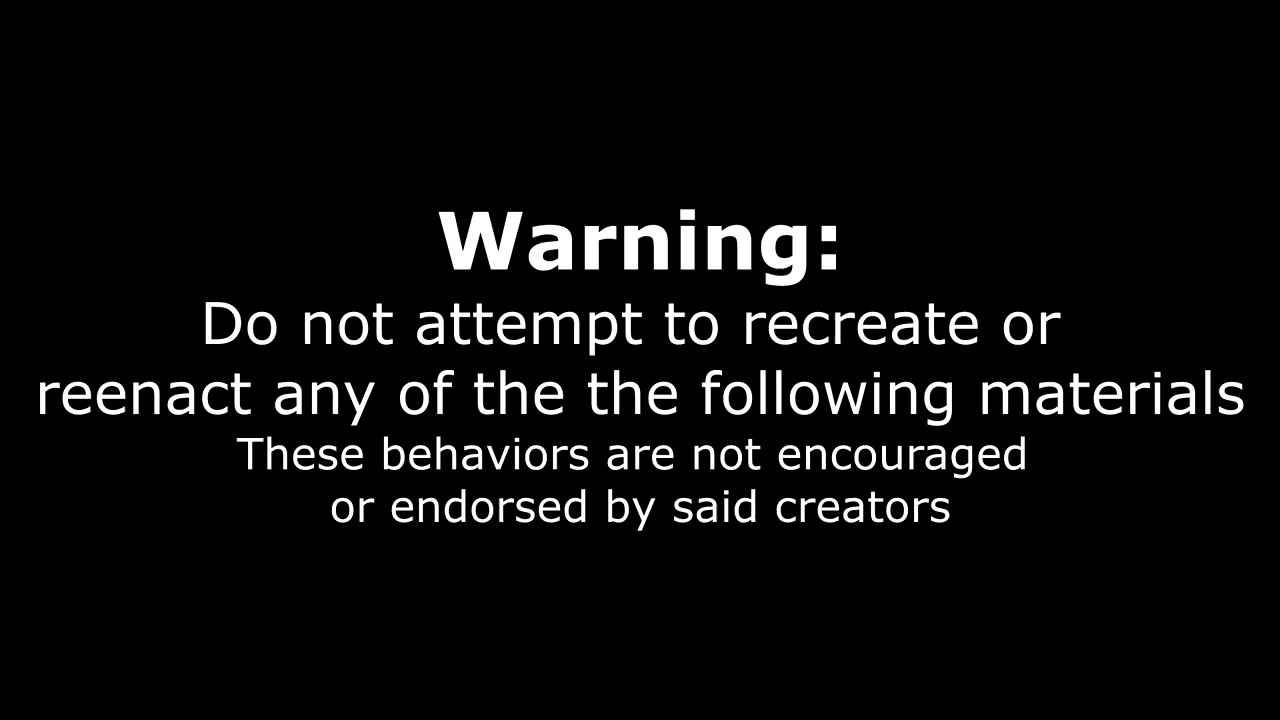 Warning:
Do not attempt to recreate or
reenact any of the the following materials
These behaviors are not encouraged
or endorsed by said creators